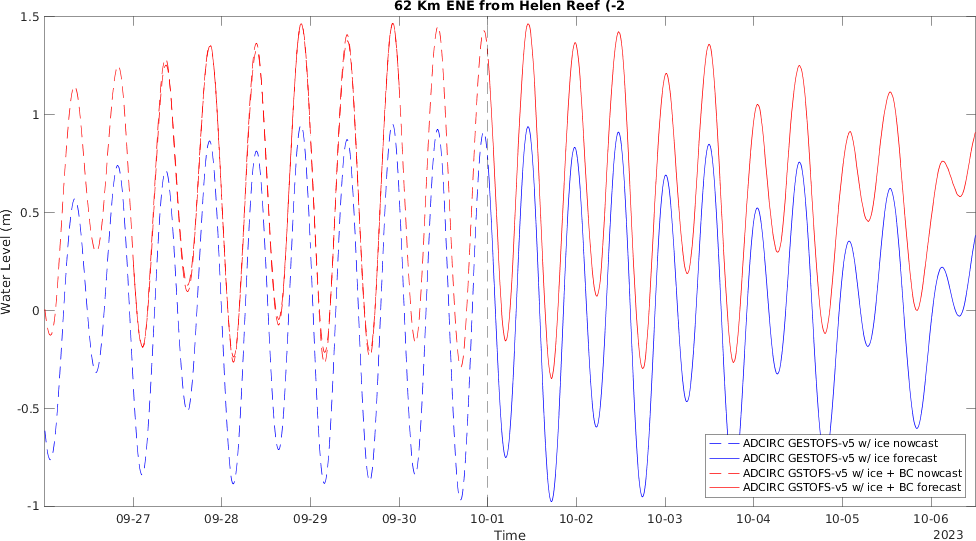 62 Km ENE from Helen Reef (-2
1.5
1
0.5
0
-0.5
-1
Water Level (m)
ADCIRC GESTOFS-v5 w/ ice nowcast
ADCIRC GESTOFS-v5 w/ ice forecast
ADCIRC GSTOFS-v5 w/ ice + BC nowcast
ADCIRC GSTOFS-v5 w/ ice + BC forecast
09-27 09-28 09-29 09-30 10-01 10-02 10-03 10-04 10-05 10-06
Time
2023